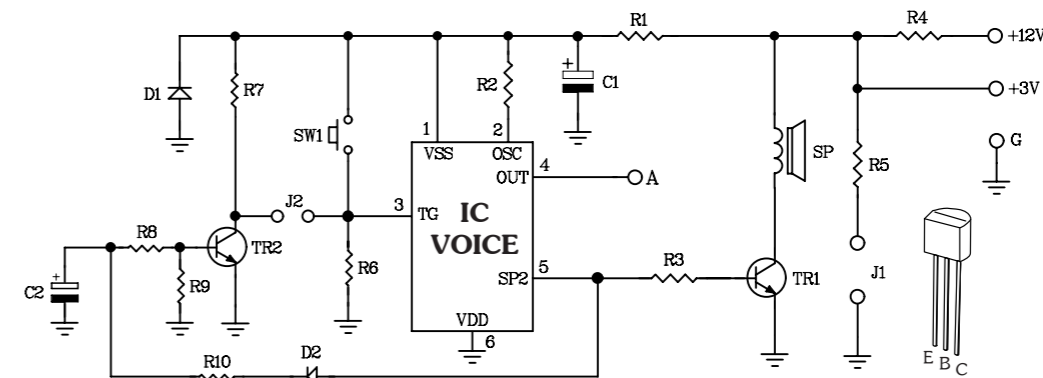 R1
R4
+12V
D1
R7
+
C1
R2
+3V
SW1
1
2
VSS
OSC
SP
G
OUT
4
A
R5
J2
3
TG
IC
VOICE
R8
TR2
R6
R3
SP2
5
TR1
J1
+
C2
R9
VDD
6
R10
D2
E B C